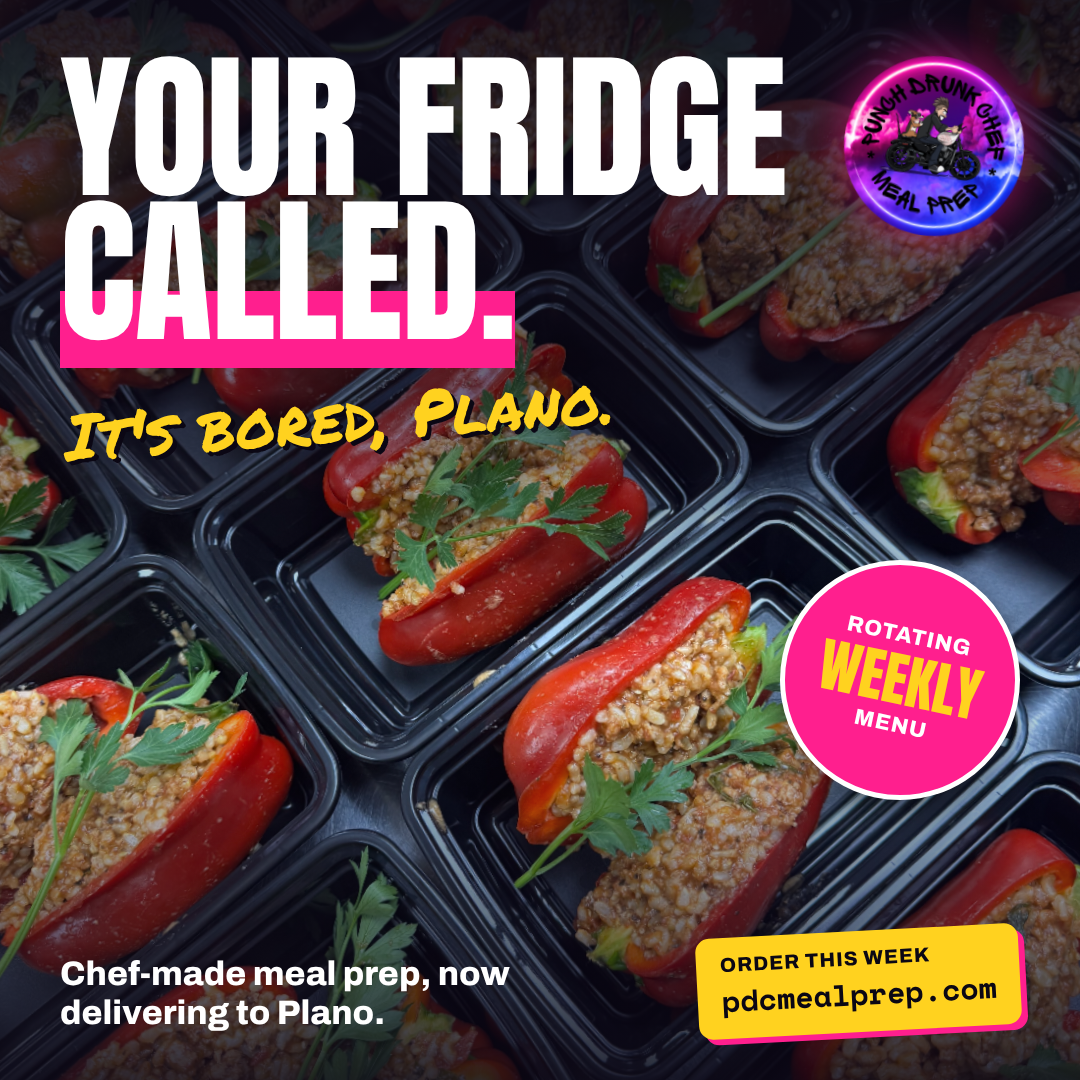 YOUR FRIDGE
CALLED.
IT'S BORED, PLANO.
PUNCH DRUNK CHEF
* MEAL PREP *
ROTATING
WEEKLY
MENU
Chef-made meal prep, now
delivering to Plano.
ORDER THIS WEEK
pdcmealprep.com